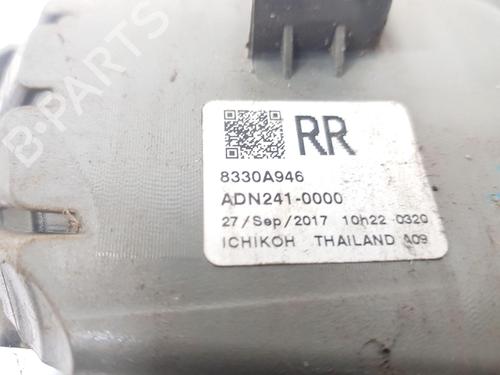 B-PARTS
RR
8330A946
ADN241-0000
27/Sep/2017 10h22 0320
ICHIKOH THAILAND A09